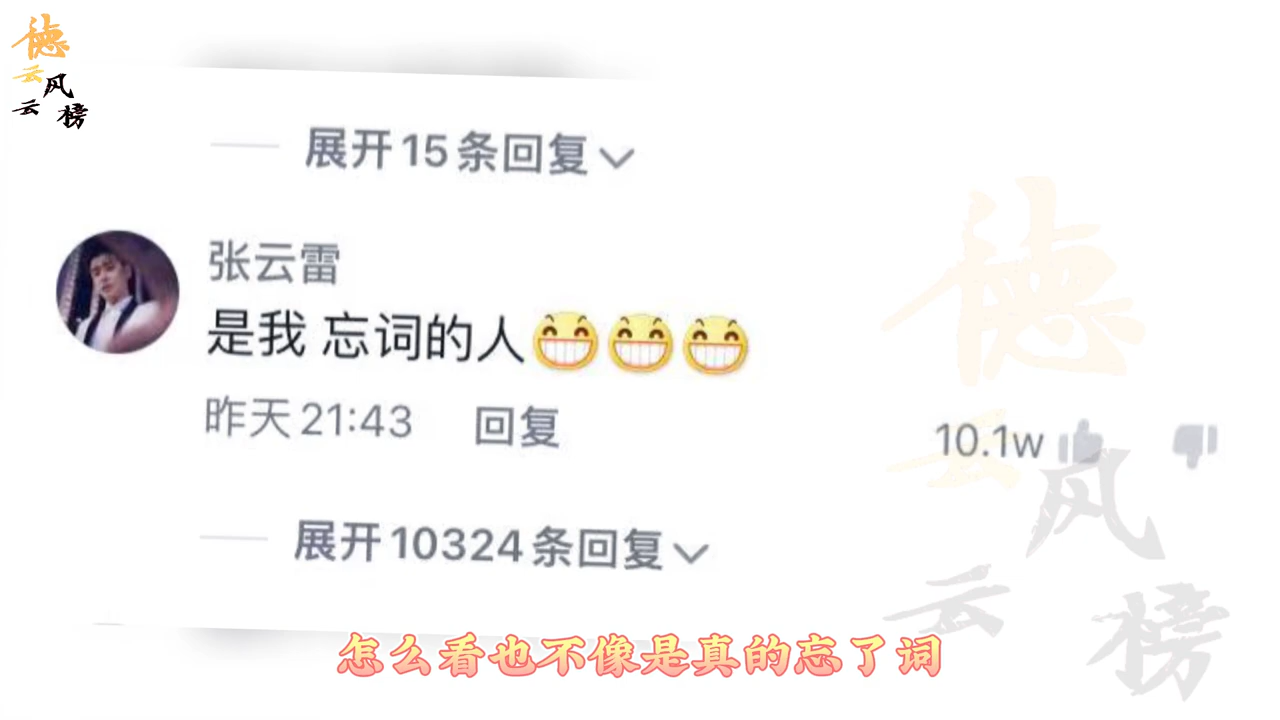 德
云风
云榜
展开15条回复
张云雷
是我 忘词的人😁😁😁
昨天21:43 回复
10.1w
展开10324条回复
怎么看也不像是真的忘了词
德
云风
云榜